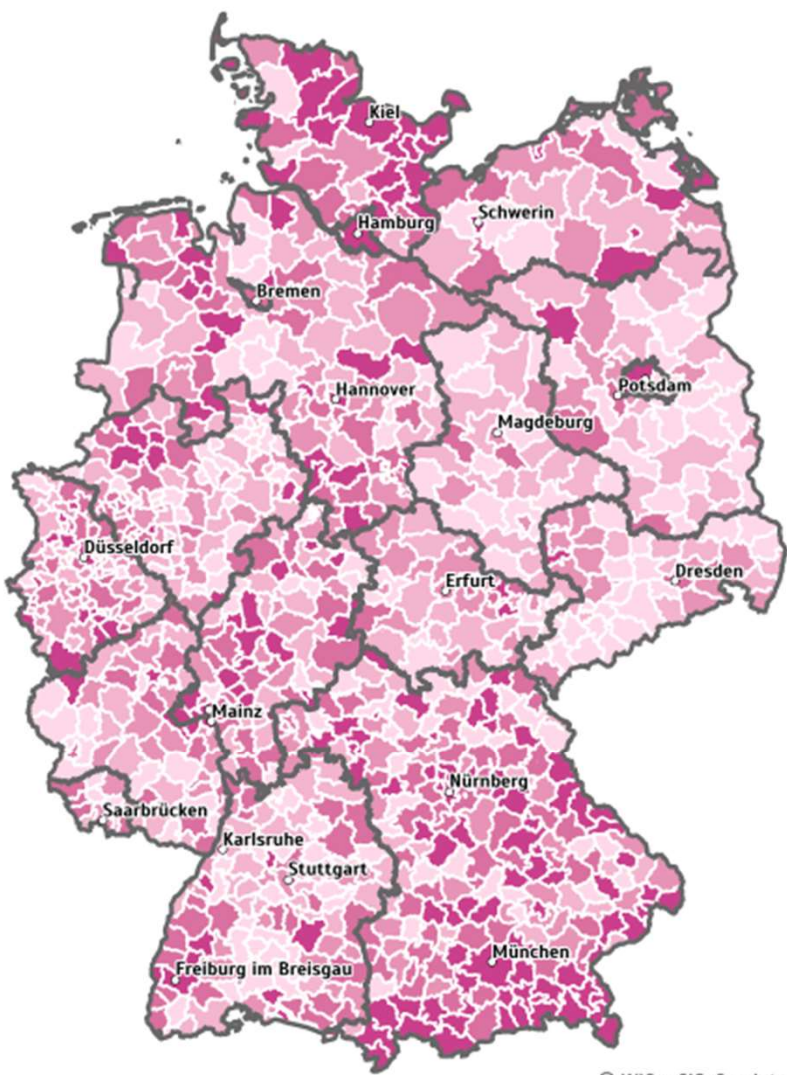 Kiel
Hamburg
Schwerin
Bremen
Potsdam
Hannover
Magdeburg
Düsseldorf
Erfurt
Dresden
Mainz
Nürnberg
Saarbrücken
Karlsruhe
Stuttgart
München
Freiburg im Breisgau